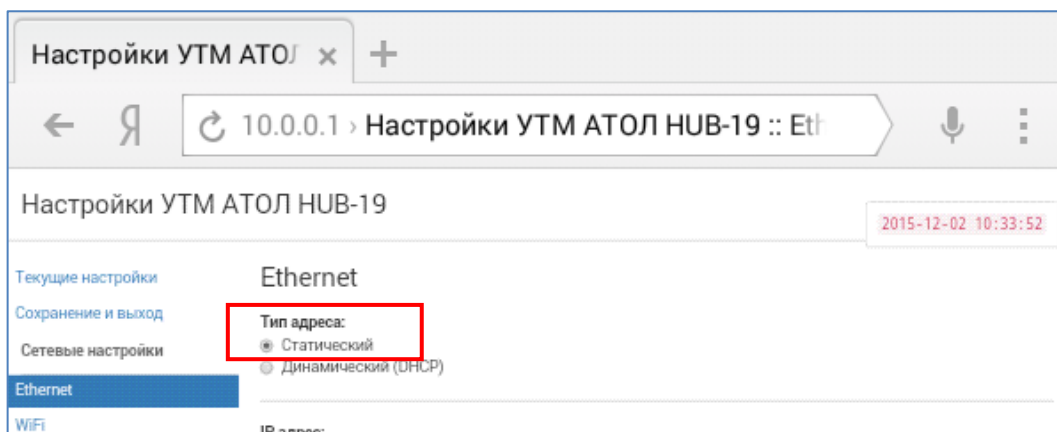 Настройки УТМ АТОЛ
10.0.0.1 › Настройки УТМ АТОЛ HUB-19 :: Eth
Настройки УТМ АТОЛ HUB-19
2015-12-02 10:33:52
Текущие настройки
Сохранение и выход
Сетевые настройки
Ethernet
WiFi
Ethernet
Тип адреса:
Статический
Динамический (DHCP)
IP адрес: